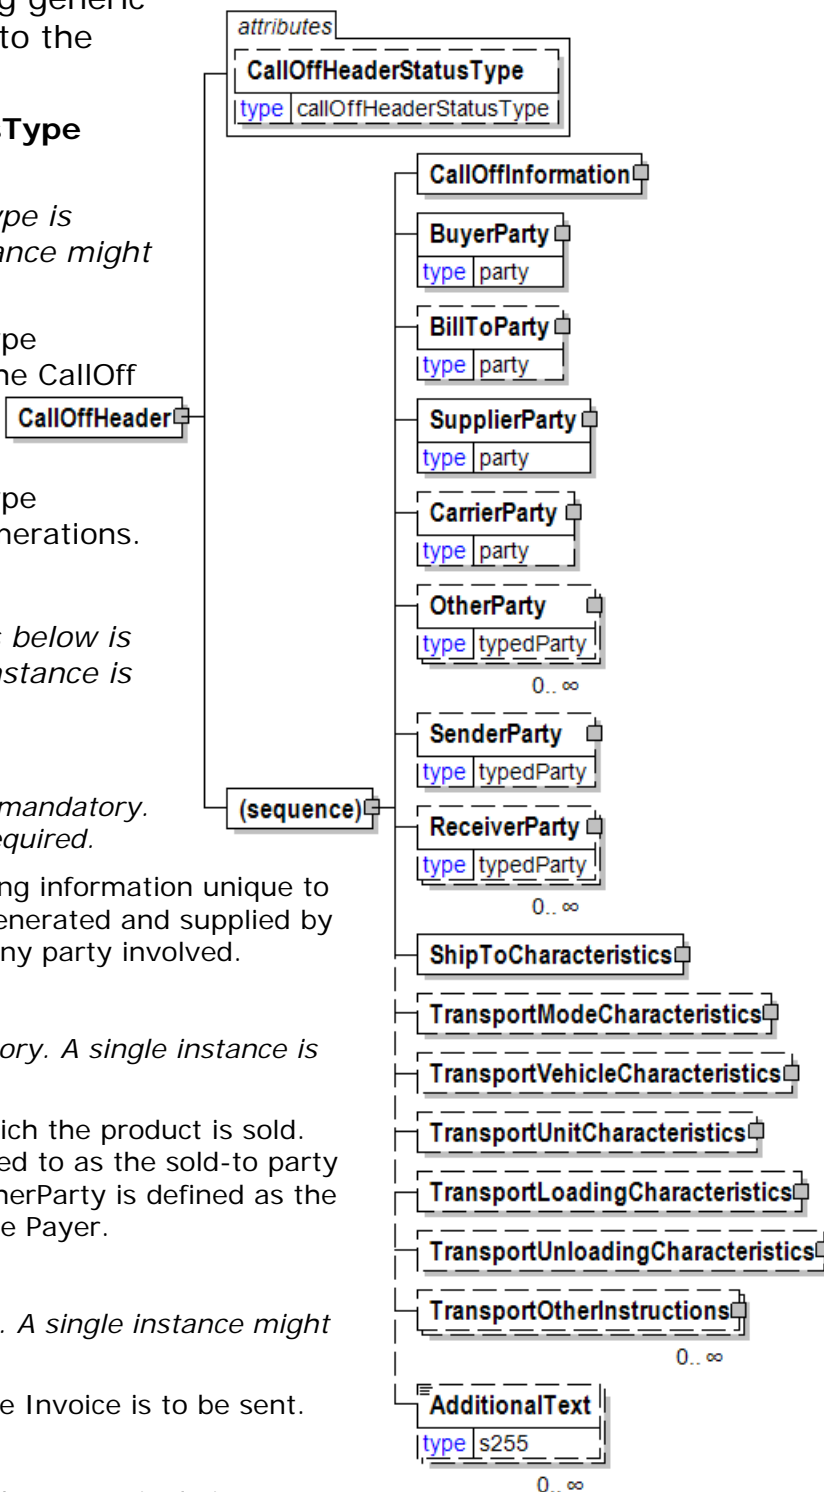 g generic
to the
Type
ype is
ance might
ype
he CallOff
ype
nerations.
s below is
nstance is
mandatory.
equired.
ng information unique to
enerated and supplied by
ny party involved.
ory. A single instance is
ich the product is sold.
ed to as the sold-to party
herParty is defined as the
e Payer.
. A single instance might
e Invoice is to be sent.
CallOffHeader
attributes
CallOffHeaderStatusType
type callOffHeaderStatusType
(sequence)
CallOffInformation
BuyerParty
type party
BillToParty
type party
SupplierParty
type party
CarrierParty
type party
OtherParty
type typedParty
0.. ∞
SenderParty
type typedParty
ReceiverParty
type typedParty
0.. ∞
ShipToCharacteristics
TransportModeCharacteristics
TransportVehicleCharacteristics
TransportUnitCharacteristics
TransportLoadingCharacteristics
TransportUnloadingCharacteristics
TransportOtherInstructions
0.. ∞
AdditionalText
type s255
0.. ∞